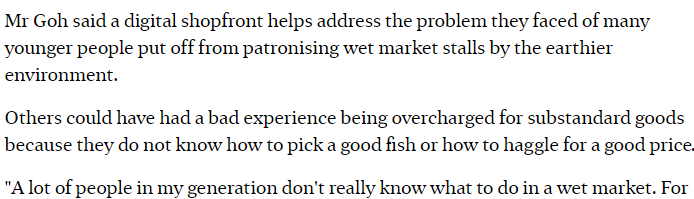 Mr Goh said a digital shopfront helps address the problem they faced of many
younger people put off from patronising wet market stalls by the earthier
environment.
Others could have had a bad experience being overcharged for substandard goods
because they do not know how to pick a good fish or how to haggle for a good price.
"A lot of people in my generation don't really know what to do in a wet market. For